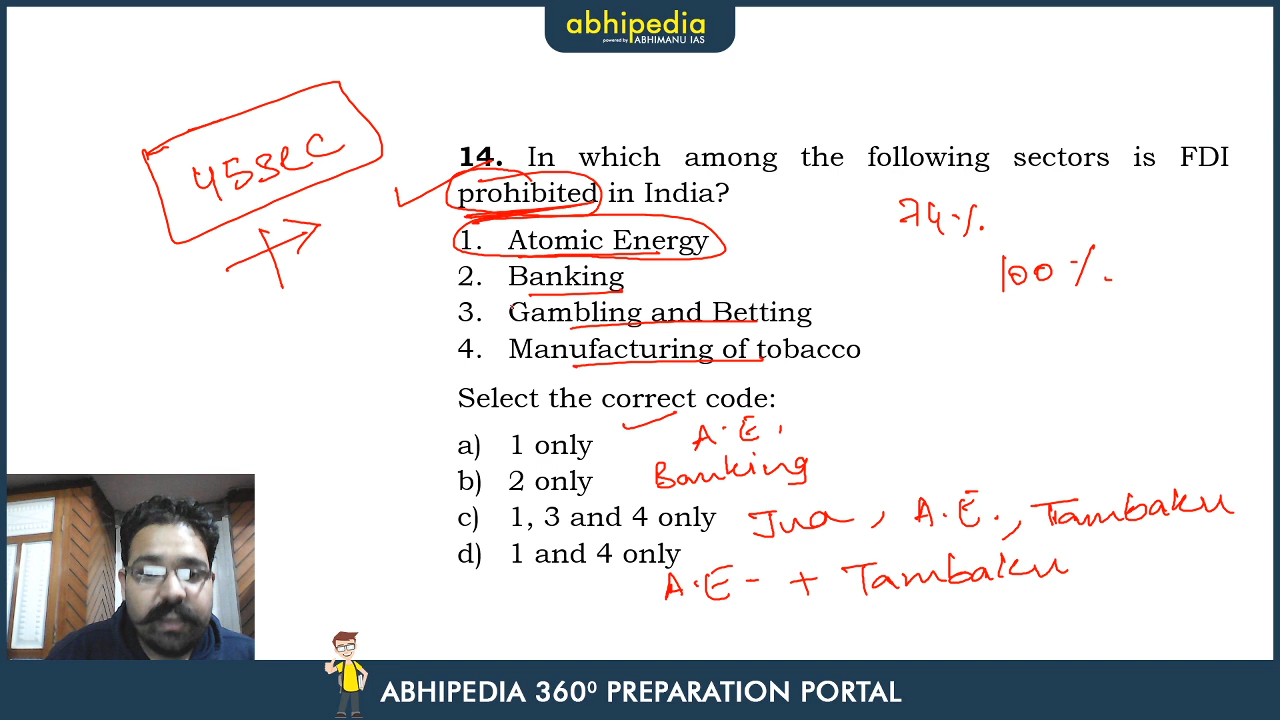 abhipedia
powered by ABHIMANU IAS
45sec
14. In which among the following sectors is FDI
prohibited in India?
74%
1. Atomic Energy
100%
2. Banking
3. Gambling and Betting
4. Manufacturing of tobacco
Select the correct code:
a) 1 only A.E.
b) 2 only Banking
c) 1, 3 and 4 only Jua, A.E., Tambaku
d) 1 and 4 only
A.E- + Tambaku
ABHIPEDIA 360⁰ PREPARATION PORTAL